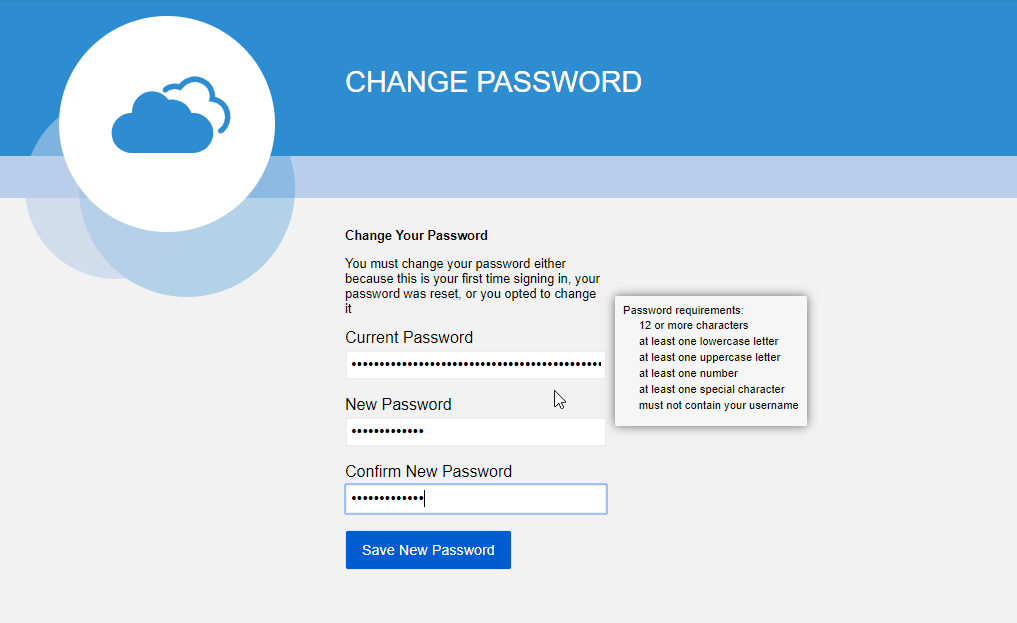 CHANGE PASSWORD
Change Your Password
You must change your password either
because this is your first time signing in, your
password was reset, or you opted to change
it
Current Password
New Password
Confirm New Password
Save New Password
Password requirements:
12 or more characters
at least one lowercase letter
at least one uppercase letter
at least one number
at least one special character
must not contain your username